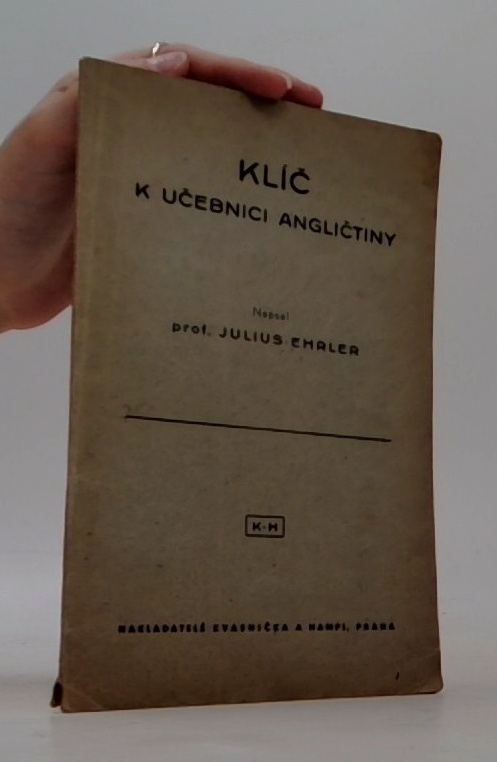 KLÍČ
K UČEBNICI ANGLIČTINY
Napsal
prof. JULIUS EHRLER
K·H
NAKLADATELÉ KVASNIČKA A HAMPL, PRAHA